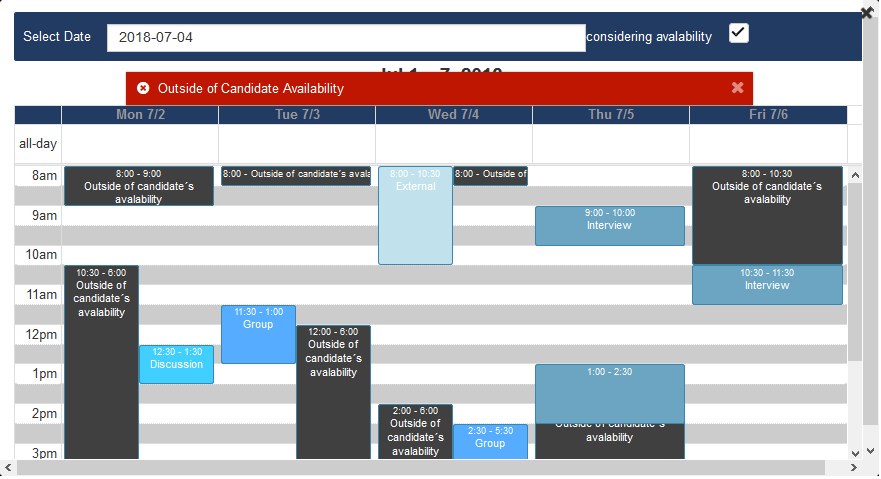 Select Date
2018-07-04
considering avalability
Outside of Candidate Availability
Mon 7/2
Tue 7/3
Wed 7/4
Thu 7/5
Fri 7/6
all-day
8am
9am
10am
11am
12pm
1pm
2pm
3pm
8:00 - 9:00
Outside of candidate´s
avalability
10:30 - 6:00
Outside of
candidate´s
avalability
12:30 - 1:30
Discussion
8:00 - Outside of candidate´s avala
11:30 - 1:00
Group
12:00 - 6:00
Outside of
candidate´s
avalability
8:00 - 10:30
External
8:00 - Outside of
2:00 - 6:00
Outside of
candidate´s
avalability
2:30 - 5:30
Group
9:00 - 10:00
Interview
1:00 - 2:30
Outside of candidate´s
avalability
8:00 - 10:30
Outside of candidate´s
avalability
10:30 - 11:30
Interview